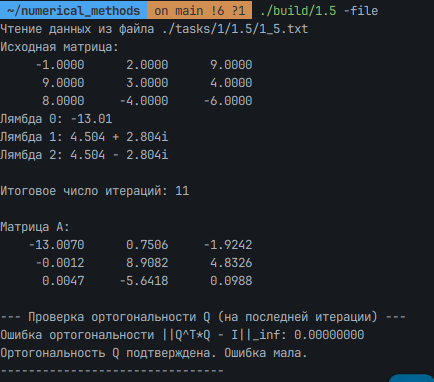 ~/numerical_methods on main !6 ?1 ./build/1.5 -file
Чтение данных из файла ./tasks/1/1.5/1_5.txt
Исходная матрица:
-1.0000 2.0000 9.0000
9.0000 3.0000 4.0000
8.0000 -4.0000 -6.0000
Лямбда 0: -13.01
Лямбда 1: 4.504 + 2.804i
Лямбда 2: 4.504 - 2.804i
Итоговое число итераций: 11
Матрица A:
-13.0070 0.7506 -1.9242
-0.0012 8.9082 4.8326
0.0047 -5.6418 0.0988
--- Проверка ортогональности Q (на последней итерации) ---
Ошибка ортогональности ||Q^T*Q - I||_inf: 0.00000000
Ортогональность Q подтверждена. Ошибка мала.
--------------------------------